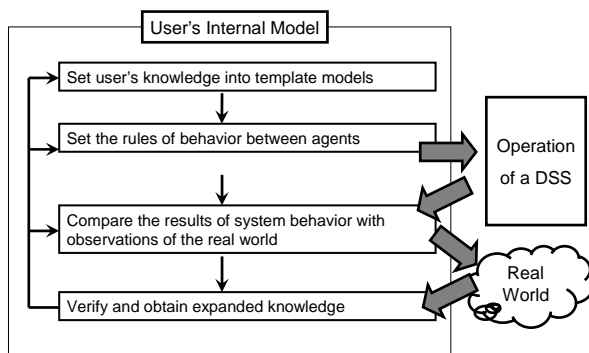 User's Internal Model
Set user's knowledge into template models
Set the rules of behavior between agents
Operation
of a DSS
Compare the results of system behavior with
observations of the real world
Real
World
Verify and obtain expanded knowledge